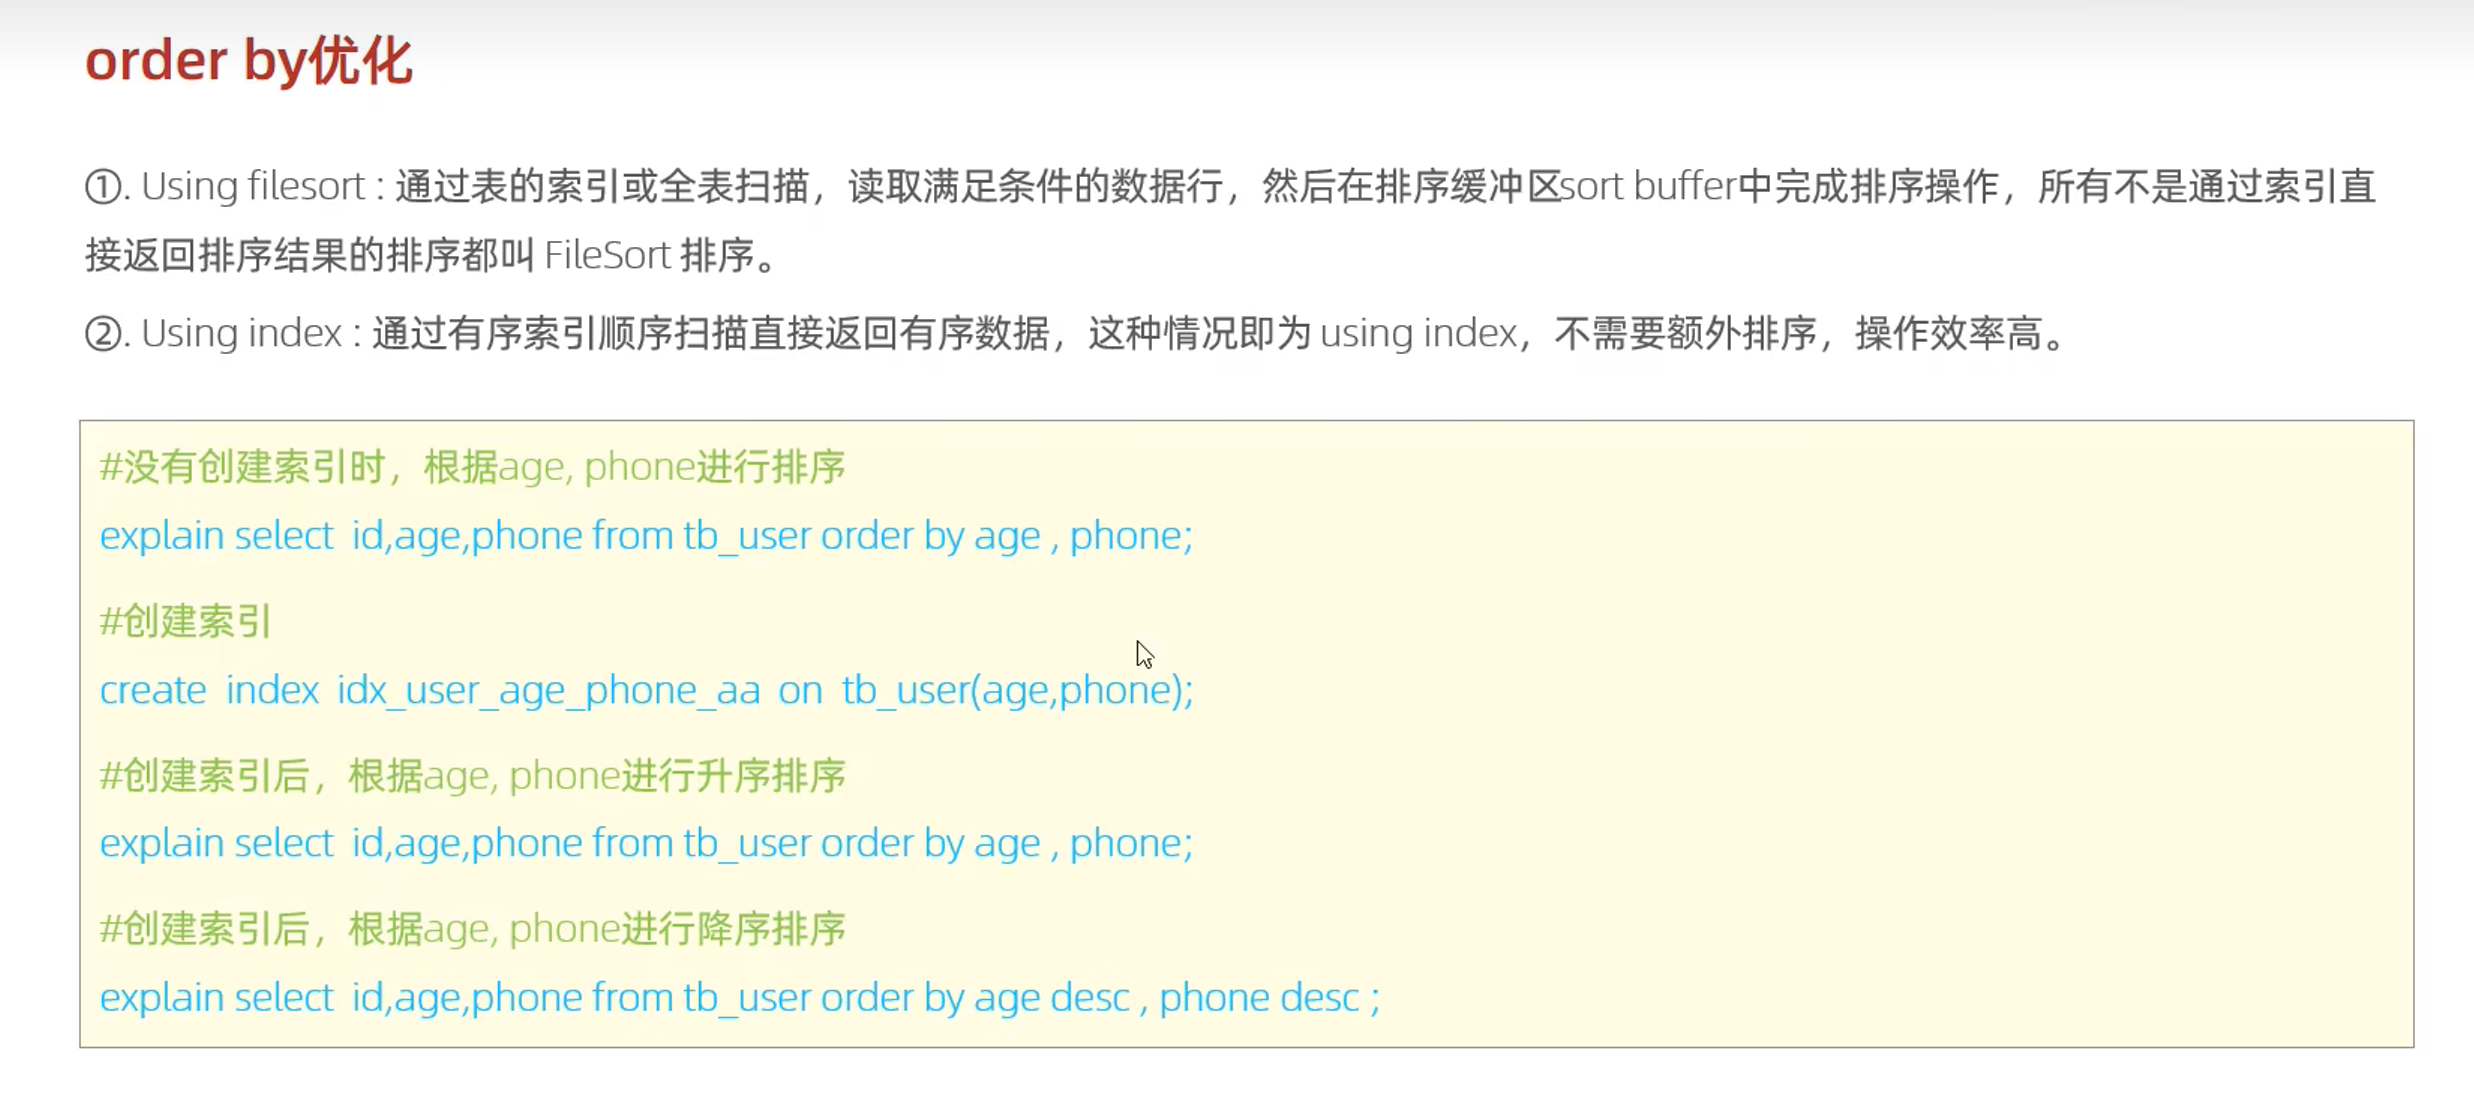 order by优化
①. Using filesort : 通过表的索引或全表扫描，读取满足条件的数据行，然后在排序缓冲区sort buffer中完成排序操作，所有不是通过索引直
接返回排序结果的排序都叫 FileSort 排序。
②. Using index : 通过有序索引顺序扫描直接返回有序数据，这种情况即为 using index，不需要额外排序，操作效率高。
#没有创建索引时，根据age, phone进行排序
explain select  id,age,phone from tb_user order by age , phone;
#创建索引
create  index  idx_user_age_phone_aa  on  tb_user(age,phone);
#创建索引后，根据age, phone进行升序排序
explain select  id,age,phone from tb_user order by age , phone;
#创建索引后，根据age, phone进行降序排序
explain select  id,age,phone from tb_user order by age desc , phone desc ;